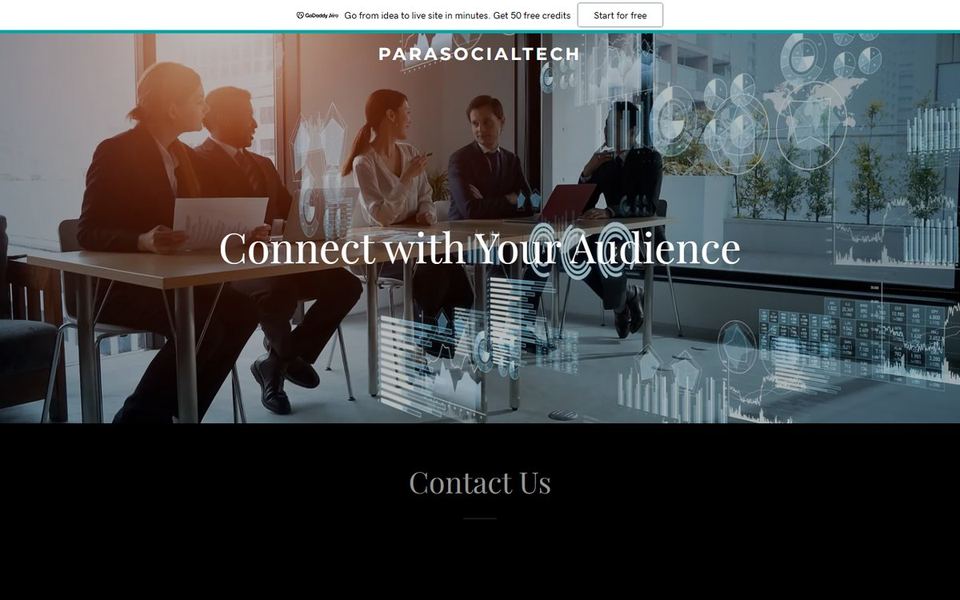 GoDaddy Airo Go from idea to live site in minutes. Get 50 free credits Start for free
PARASOCIALTECH
Connect with Your Audience
Contact Us